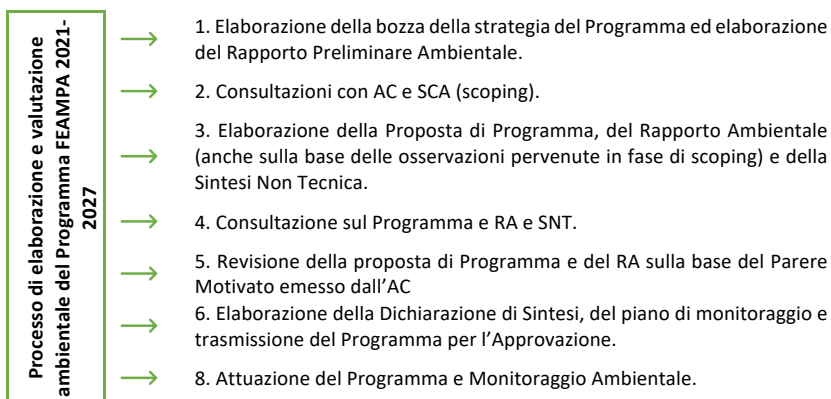 Processo di elaborazione e valutazione
ambientale del Programma FEAMPA 2021-
2027
1. Elaborazione della bozza della strategia del Programma ed elaborazione
del Rapporto Preliminare Ambientale.
2. Consultazioni con AC e SCA (scoping).
3. Elaborazione della Proposta di Programma, del Rapporto Ambientale
(anche sulla base delle osservazioni pervenute in fase di scoping) e della
Sintesi Non Tecnica.
4. Consultazione sul Programma e RA e SNT.
5. Revisione della proposta di Programma e del RA sulla base del Parere
Motivato emesso dall’AC
6. Elaborazione della Dichiarazione di Sintesi, del piano di monitoraggio e
trasmissione del Programma per l’Approvazione.
8. Attuazione del Programma e Monitoraggio Ambientale.